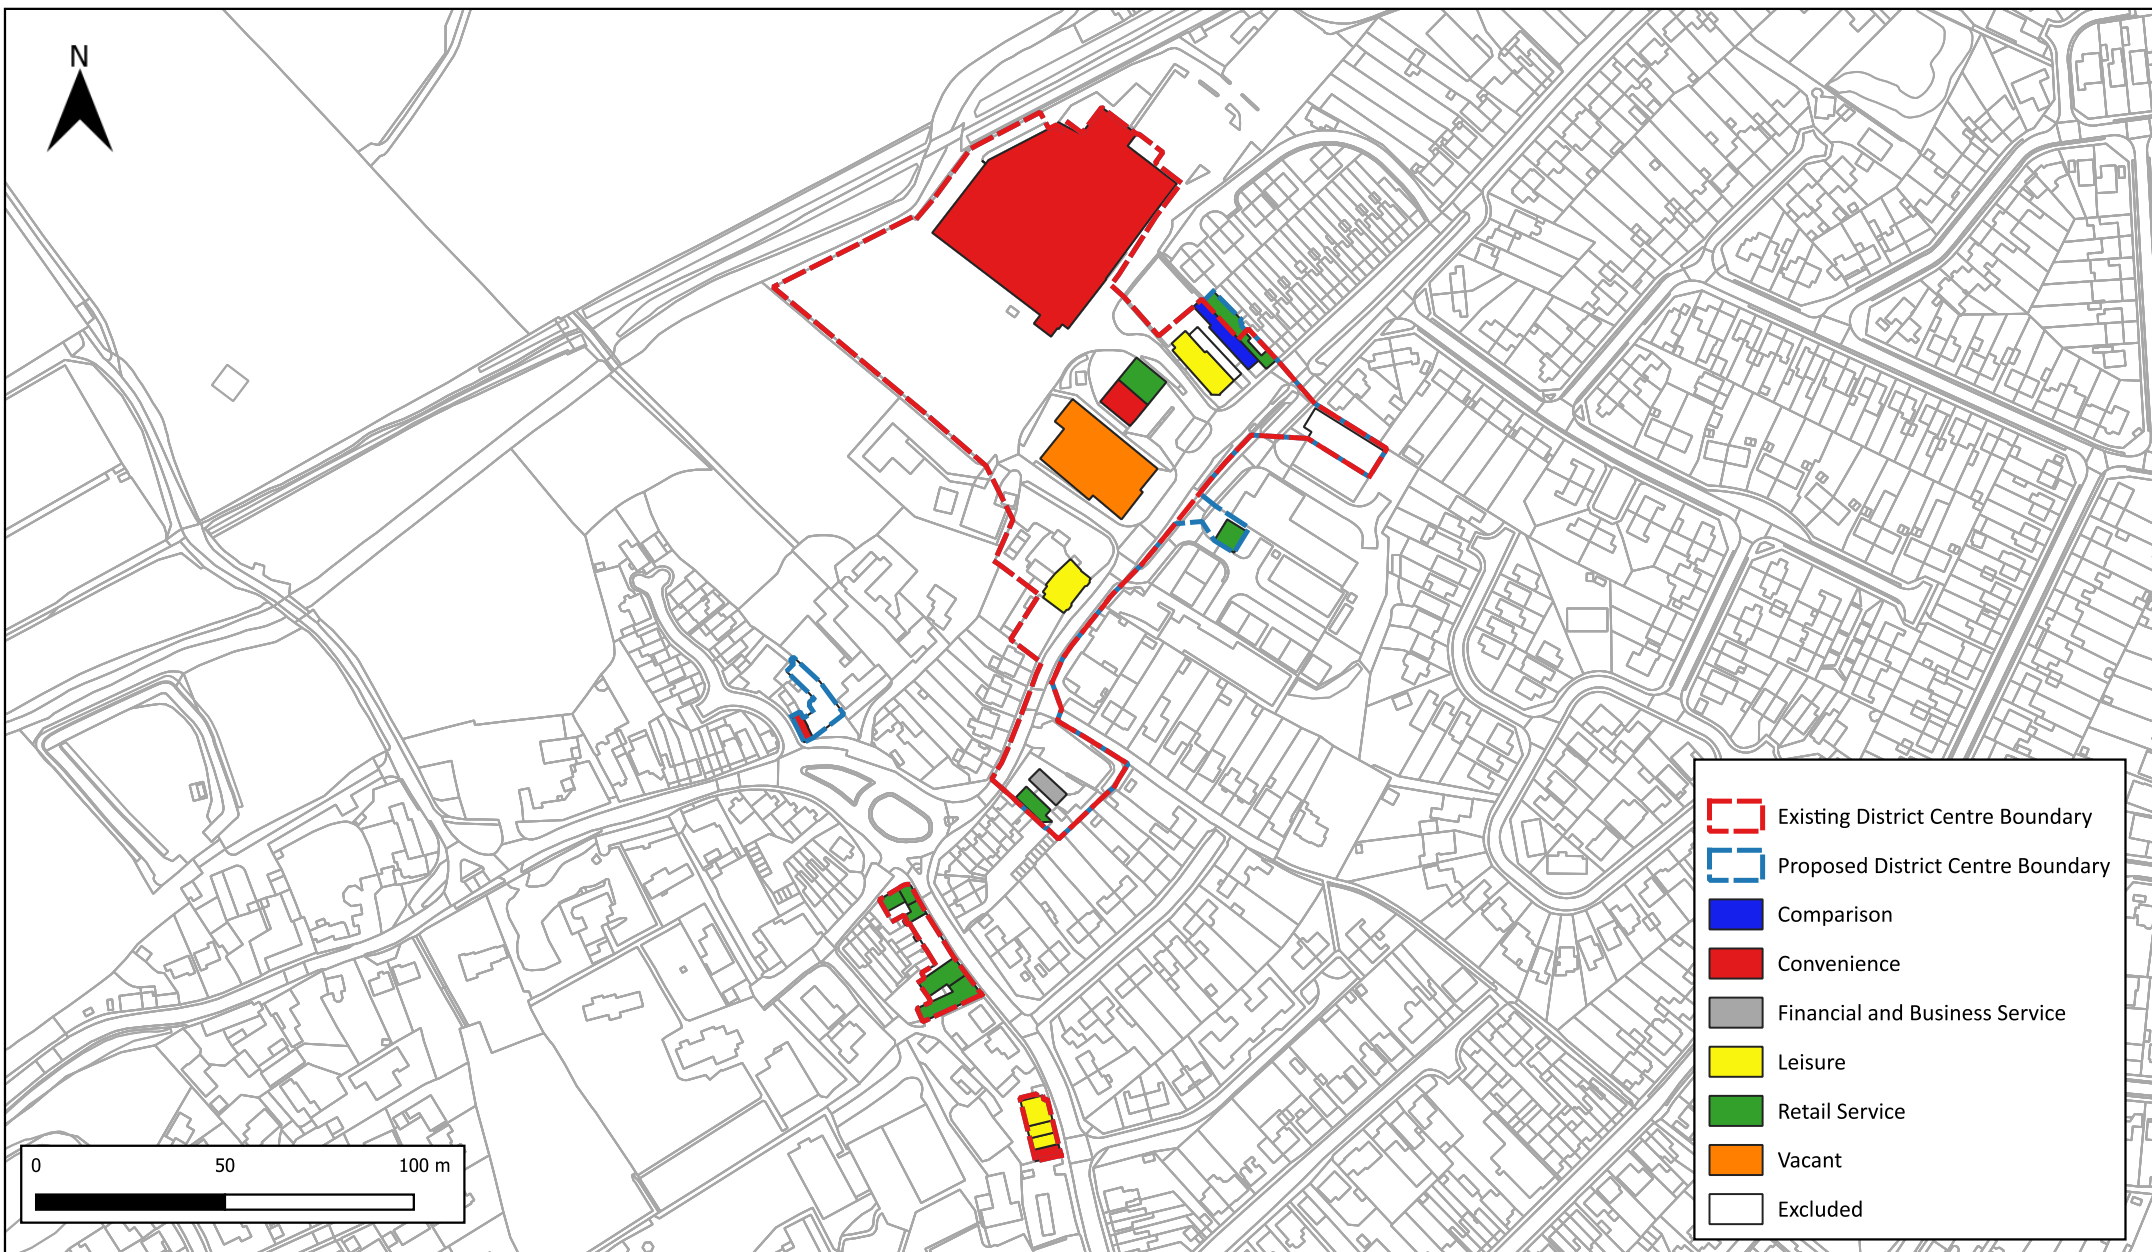 N
Existing District Centre Boundary
Proposed District Centre Boundary
Comparison
Convenience
Financial and Business Service
Leisure
Retail Service
Vacant
Excluded
0 50 100 m